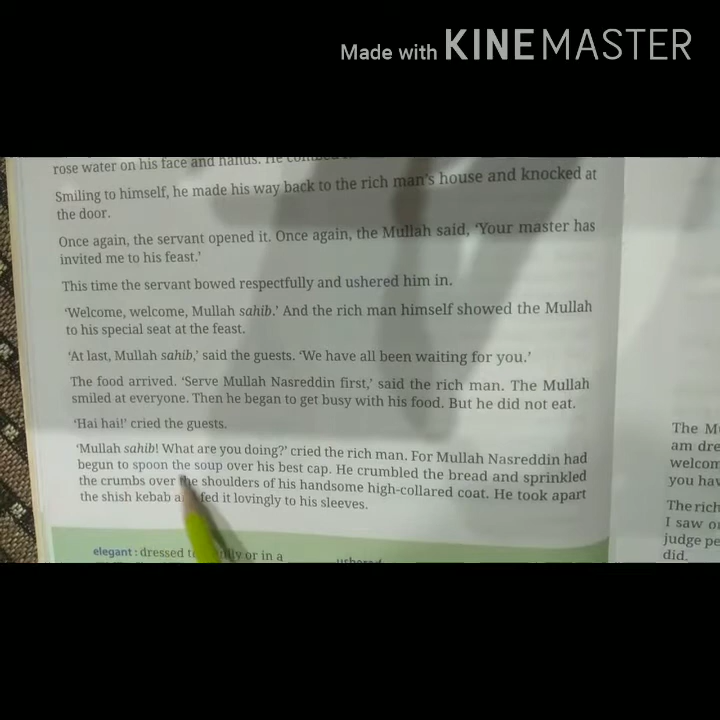 Made with KINEMASTER
rose water on his face and hands. He
Smiling to himself, he made his way back to the rich man's house and knocked at
the door.
Once again, the servant opened it. Once again, the Mullah said, 'Your master has
invited me to his feast.'
This time the servant bowed respectfully and ushered him in.
'Welcome, welcome, Mullah sahib.' And the rich man himself showed the Mullah
to his special seat at the feast.
'At last, Mullah sahib,' said the guests. 'We have all been waiting for you.'
The food arrived. 'Serve Mullah Nasreddin first,' said the rich man. The Mullah
smiled at everyone. Then he began to get busy with his food. But he did not eat.
'Hai hai!' cried the guests.
'Mullah sahib! What are you doing?' cried the rich man. For Mullah Nasreddin had
begun to spoon the soup over his best cap. He crumbled the bread and sprinkled
the crumbs over the shoulders of his handsome high-collared coat. He took apart
the shish kebab a fed it lovingly to his sleeves.
elegant : dressed or in a
The M
am dre
welcom
you hav
The rich
I saw o
judge pe
did.